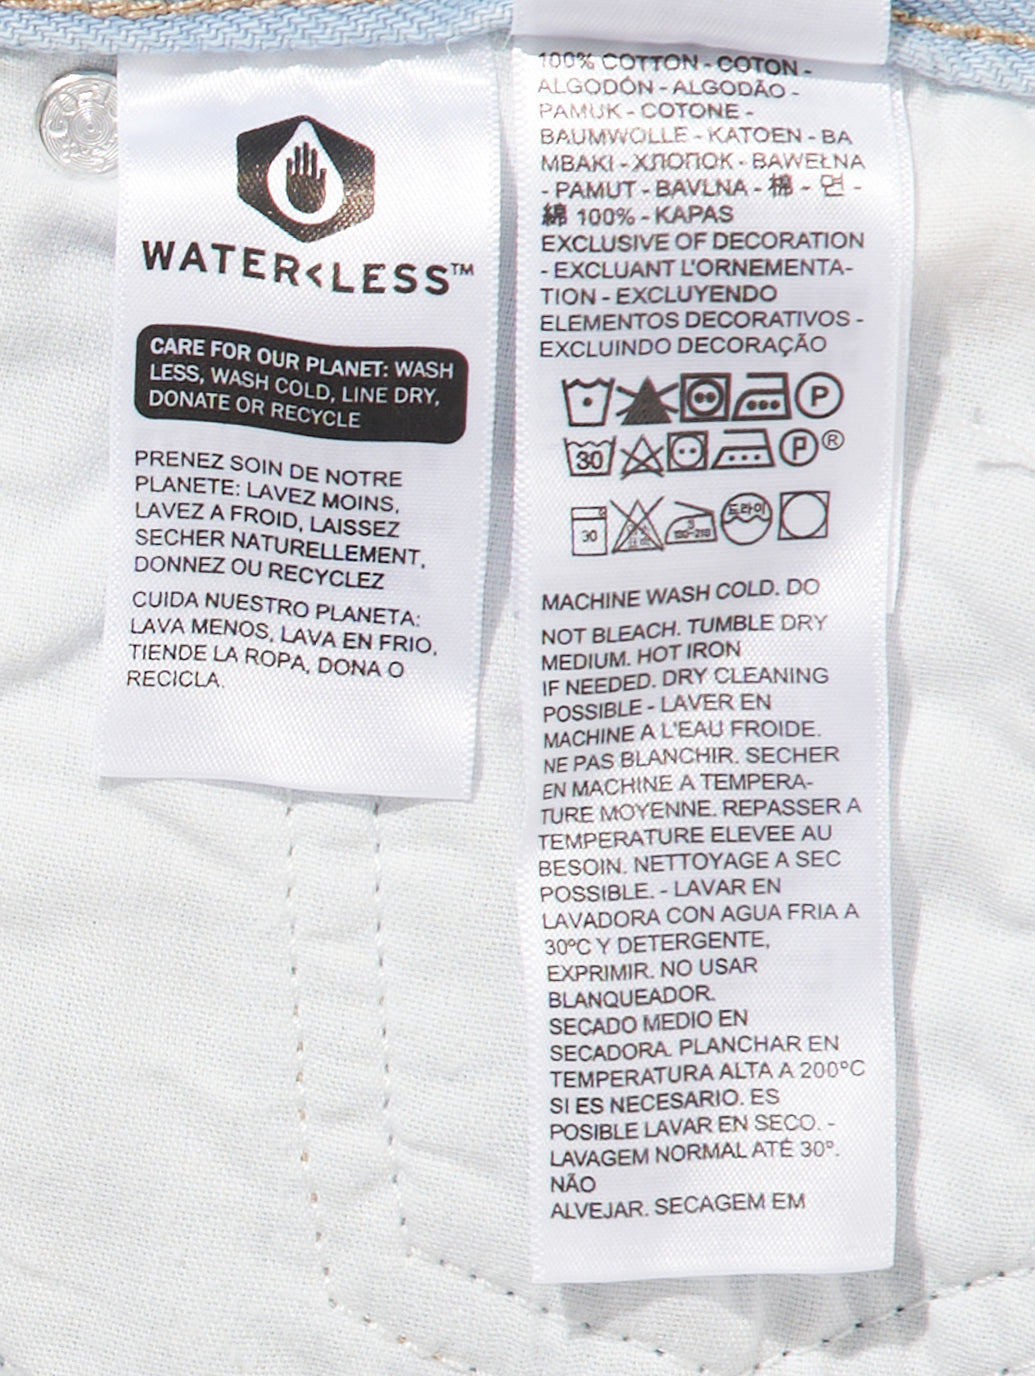 WATER<LESS™
CARE FOR OUR PLANET: WASH
LESS, WASH COLD, LINE DRY,
DONATE OR RECYCLE
PRENEZ SOIN DE NOTRE
PLANETE: LAVEZ MOINS,
LAVEZ A FROID, LAISSEZ
SECHER NATURELLEMENT,
DONNEZ OU RECYCLEZ
CUIDA NUESTRO PLANETA:
LAVA MENOS, LAVA EN FRIO,
TIENDE LA ROPA, DONA O
RECICLA.
100% COTTON - COTON -
ALGODÓN - ALGODÃO -
PAMUK - COTONE -
BAUMWOLLE - KATOEN - BA
MBAKI - ХЛОПОК - BAWEŁNA
- PAMUT - BAVLNA - 棉 - 면 -
綿 100% - KAPAS
EXCLUSIVE OF DECORATION
- EXCLUANT L'ORNEMENTA-
TION - EXCLUYENDO
ELEMENTOS DECORATIVOS -
EXCLUINDO DECORAÇÃO
P
30 P ®
30 드라이
MACHINE WASH COLD. DO
NOT BLEACH. TUMBLE DRY
MEDIUM. HOT IRON
IF NEEDED. DRY CLEANING
POSSIBLE - LAVER EN
MACHINE A L'EAU FROIDE.
NE PAS BLANCHIR. SECHER
EN MACHINE A TEMPERA-
TURE MOYENNE. REPASSER A
TEMPERATURE ELEVEE AU
BESOIN. NETTOYAGE A SEC
POSSIBLE. - LAVAR EN
LAVADORA CON AGUA FRIA A
30ºC Y DETERGENTE,
EXPRIMIR. NO USAR
BLANQUEADOR.
SECADO MEDIO EN
SECADORA. PLANCHAR EN
TEMPERATURA ALTA A 200°C
SI ES NECESARIO. ES
POSIBLE LAVAR EN SECO. -
LAVAGEM NORMAL ATÉ 30°.
NÃO
ALVEJAR. SECAGEM EM